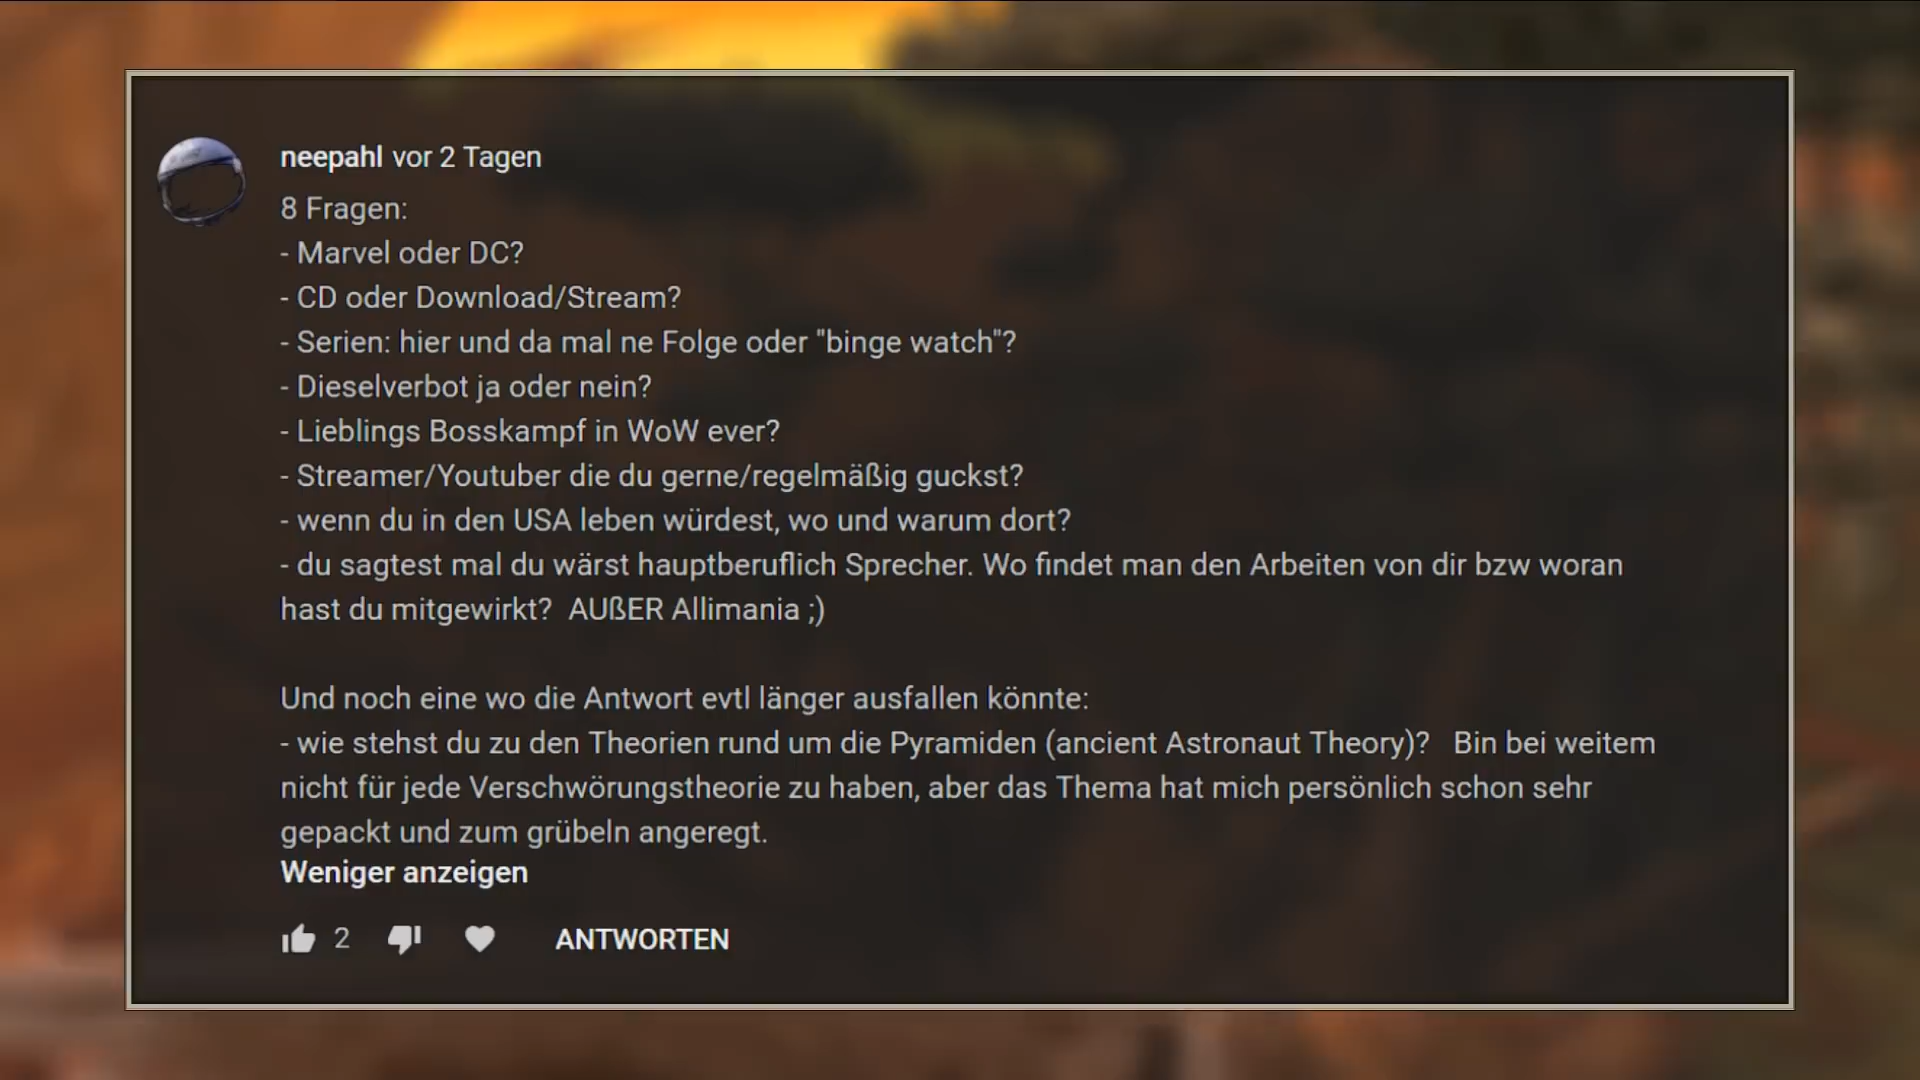 neepahl vor 2 Tagen
8 Fragen:
- Marvel oder DC?
- CD oder Download/Stream?
- Serien: hier und da mal ne Folge oder "binge watch"?
- Dieselverbot ja oder nein?
- Lieblings Bosskampf in WoW ever?
- Streamer/Youtuber die du gerne/regelmäßig guckst?
- wenn du in den USA leben würdest, wo und warum dort?
- du sagtest mal du wärst hauptberuflich Sprecher. Wo findet man den Arbeiten von dir bzw woran
hast du mitgewirkt?  AUßER Allimania ;)
Und noch eine wo die Antwort evtl länger ausfallen könnte:
- wie stehst du zu den Theorien rund um die Pyramiden (ancient Astronaut Theory)?   Bin bei weitem
nicht für jede Verschwörungstheorie zu haben, aber das Thema hat mich persönlich schon sehr
gepackt und zum grübeln angeregt.
Weniger anzeigen
2 ANTWORTEN